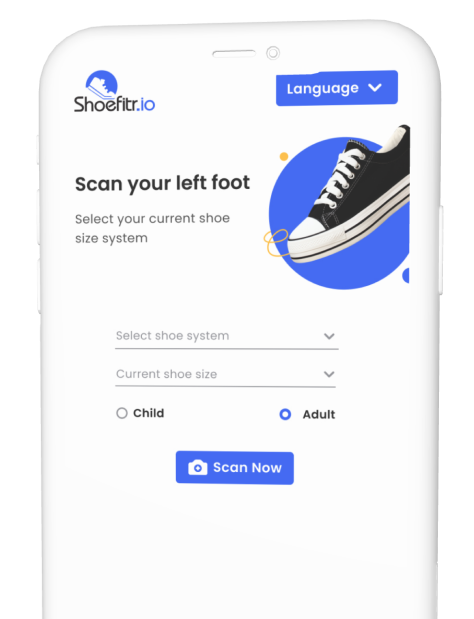 Shoefitr.io
Language
Scan your left foot
Select your current shoe
size system
Select shoe system
Current shoe size
Child
Adult
Scan Now